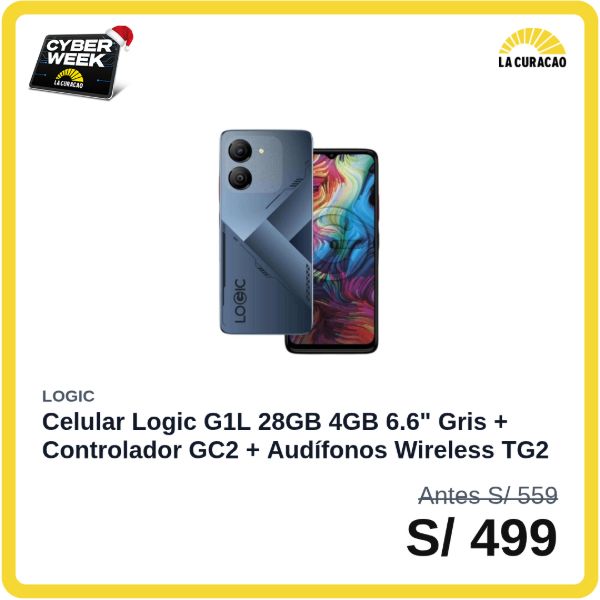 CYBER
WEEK
LA CURACAO
LA CURACAO
LOGIC
LOGIC
Celular Logic G1L 28GB 4GB 6.6" Gris +
Controlador GC2 + Audífonos Wireless TG2
Antes S/ 559
S/ 499